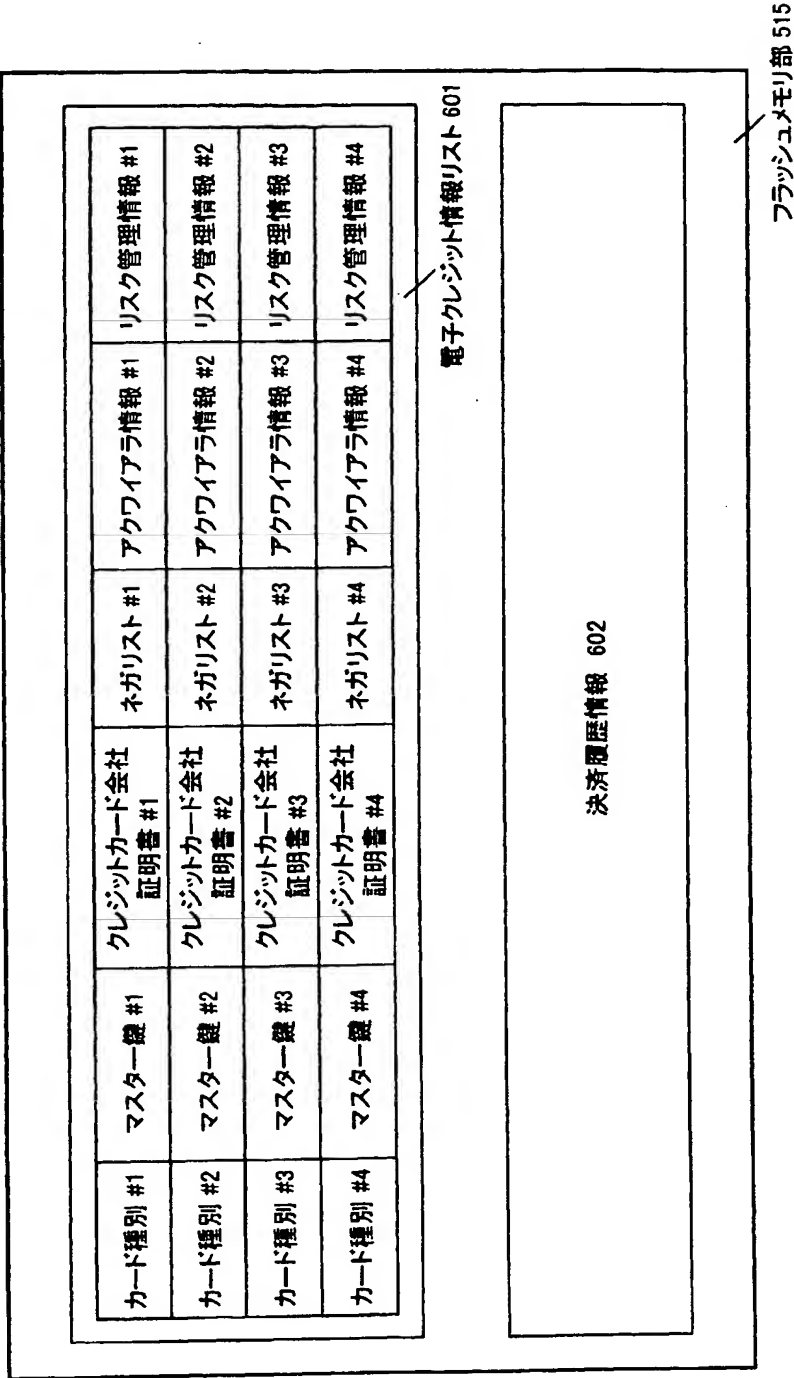 カード種別 #1
マスター鍵 #1
クレジットカード会社
証明書 #1
ネガリスト #1
アクワイアラ情報 #1
リスク管理情報 #1
カード種別 #2
マスター鍵 #2
クレジットカード会社
証明書 #2
ネガリスト #2
アクワイアラ情報 #2
リスク管理情報 #2
カード種別 #3
マスター鍵 #3
クレジットカード会社
証明書 #3
ネガリスト #3
アクワイアラ情報 #3
リスク管理情報 #3
カード種別 #4
マスター鍵 #4
クレジットカード会社
証明書 #4
ネガリスト #4
アクワイアラ情報 #4
リスク管理情報 #4
電子クレジット情報リスト 601
決済履歴情報 602
フラッシュメモリ部 515